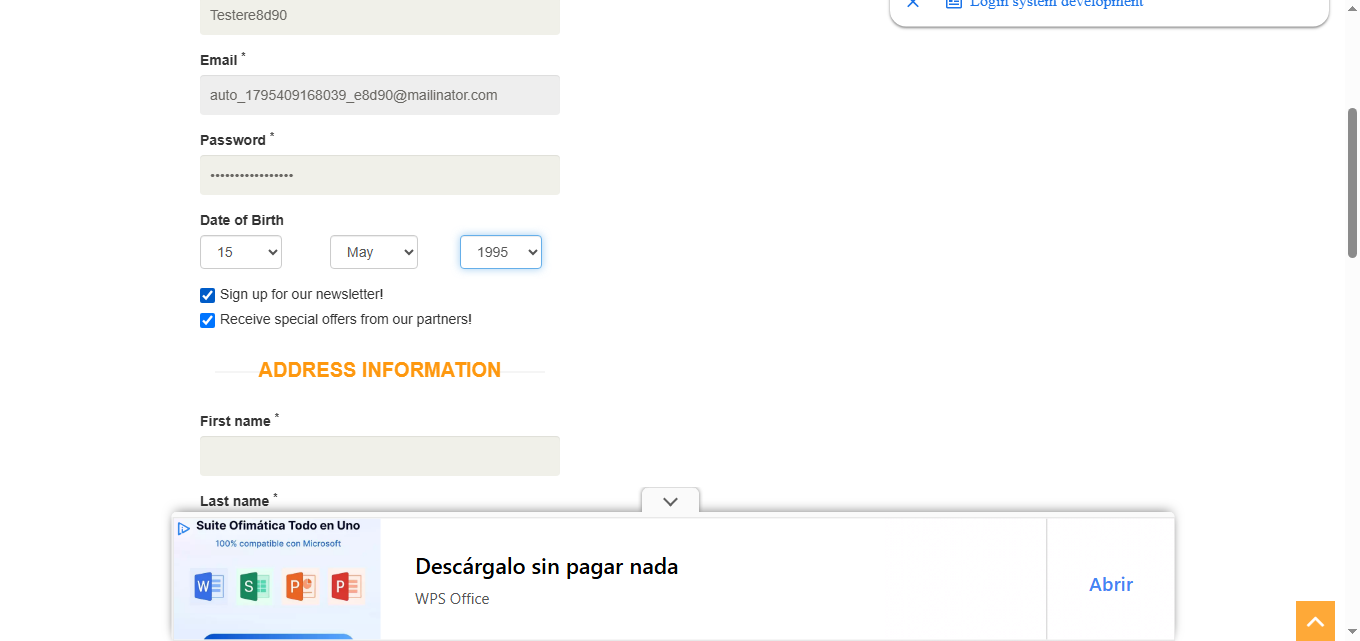 Testere8d90
Login system development
Email *
auto_1795409168039_e8d90@mailinator.com
Password *
•••••••••••••••••
Date of Birth
15 May 1995
Sign up for our newsletter!
Receive special offers from our partners!
ADDRESS INFORMATION
First name *
Last name *
Suite Ofimática Todo en Uno
100% compatible con Microsoft
W S P P
Descárgalo sin pagar nada
WPS Office
Abrir